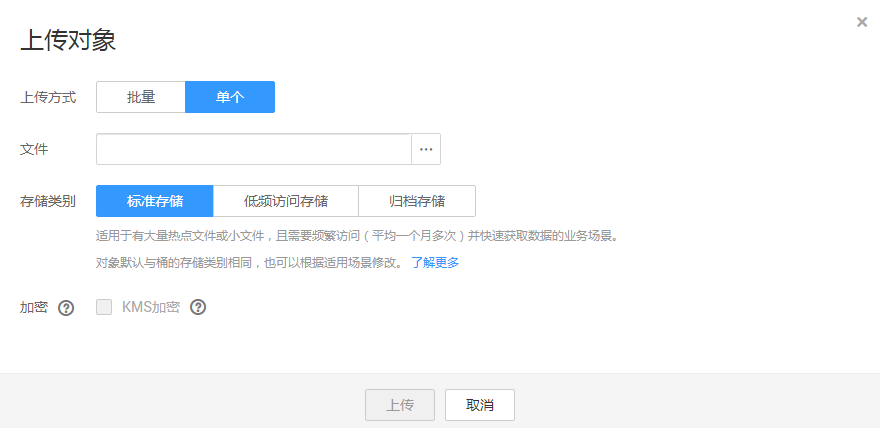 上传对象
上传方式 批量 单个
文件 ...
存储类别 标准存储 低频访问存储 归档存储
适用于有大量热点文件或小文件，且需要频繁访问（平均一个月多次）并快速获取数据的业务场景。
对象默认与桶的存储类别相同，也可以根据适用场景修改。 了解更多
加密 ? KMS加密 ?
上传 取消